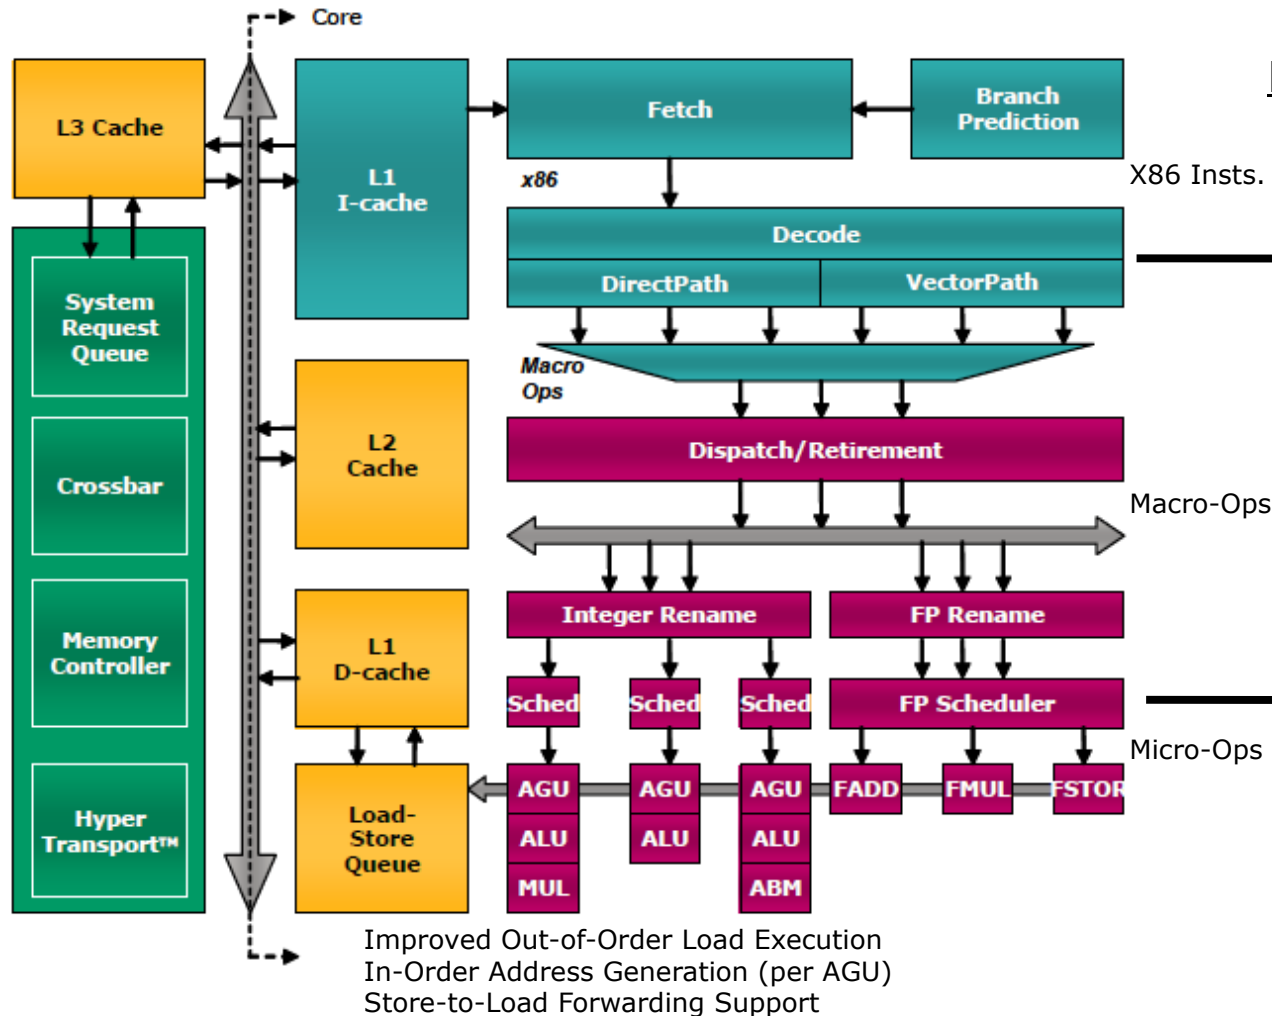 Core
L3 Cache
L1
I-cache
Fetch
Branch
Prediction
x86
X86 Insts.
Decode
DirectPath
VectorPath
System
Request
Queue
Macro
Ops
L2
Cache
Dispatch/Retirement
Crossbar
Macro-Ops
Integer Rename
FP Rename
Memory
Controller
L1
D-cache
Sched
Sched
Sched
FP Scheduler
Micro-Ops
Hyper
Transport™
Load-
Store
Queue
AGU
ALU
MUL
AGU
ALU
AGU
ALU
ABM
FADD
FMUL
FSTOR
Improved Out-of-Order Load Execution
In-Order Address Generation (per AGU)
Store-to-Load Forwarding Support